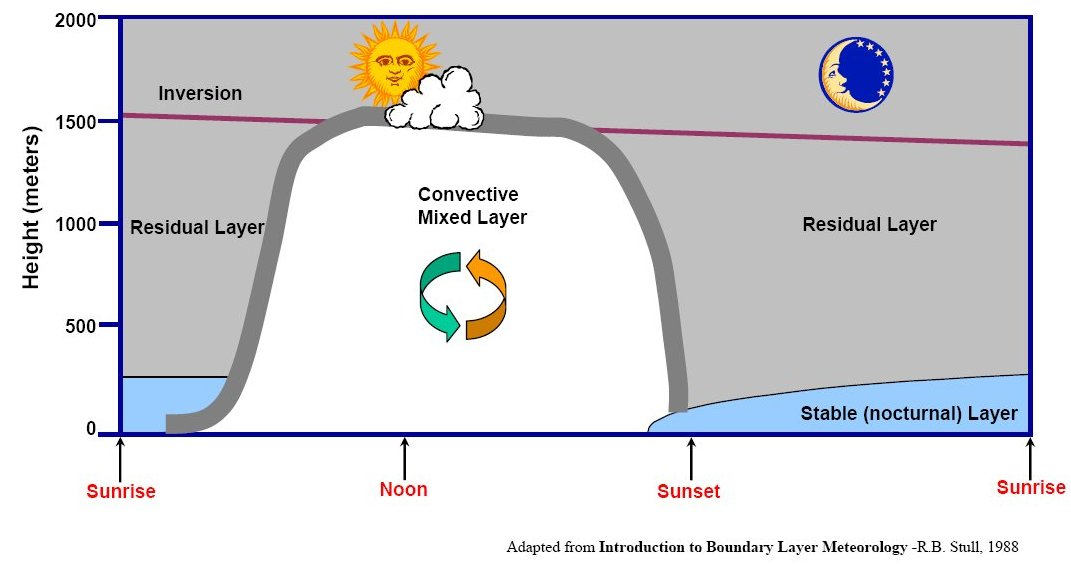 2000
Inversion
1500
Convective
Mixed Layer
Height (meters)
1000
Residual Layer
Residual Layer
500
Stable (nocturnal) Layer
0
Sunrise
Noon
Sunset
Sunrise
Adapted from Introduction to Boundary Layer Meteorology -R.B. Stull, 1988